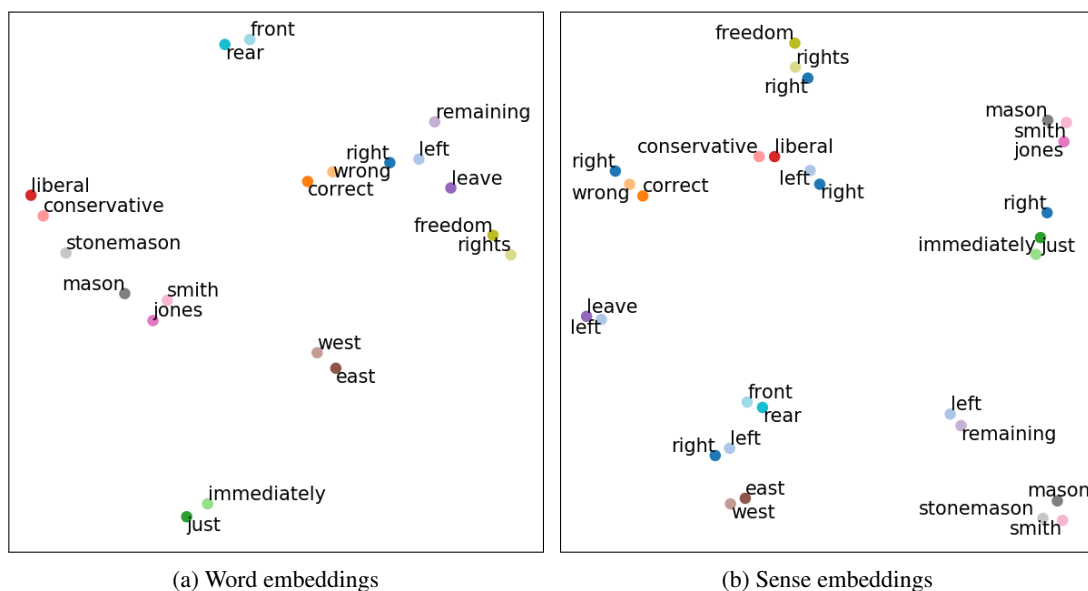 front
rear
remaining
right
left
wrong
correct
leave
liberal
conservative
freedom
rights
stonemason
mason
smith
jones
west
east
immediately
just
(a) Word embeddings
freedom
rights
right
mason
smith
jones
conservative
liberal
right
left
wrong
correct
right
right
immediately
just
leave
left
front
rear
left
remaining
right
left
east
west
mason
stonemason
smith
(b) Sense embeddings